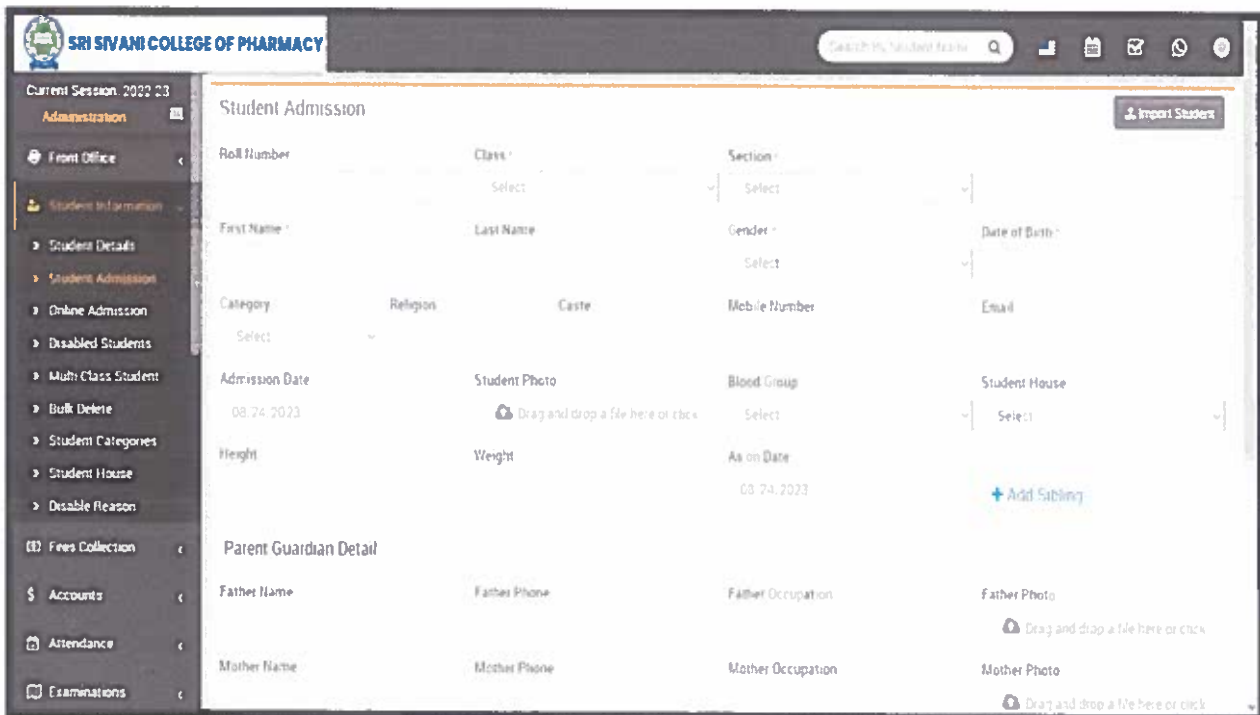 SRI SIVANI COLLEGE OF PHARMACY
Search By Student Name
Current Session: 2022-23
Administration
Front Office
Student Information
Student Details
Student Admission
Online Admission
Disabled Students
Multi Class Student
Bulk Delete
Student Categories
Student House
Disable Reason
Fees Collection
Accounts
Attendance
Examinations
Student Admission
Import Student
Roll Number Class * Section *
Select Select
First Name * Last Name Gender * Date of Birth *
Select
Category Religion Caste Mobile Number Email
Select
Admission Date Student Photo Blood Group Student House
08/24/2023 Drag and drop a file here or click Select Select
Height Weight As on Date
08/24/2023 + Add Sibling
Parent Guardian Detail
Father Name Father Phone Father Occupation Father Photo
Drag and drop a file here or click
Mother Name Mother Phone Mother Occupation Mother Photo
Drag and drop a file here or click